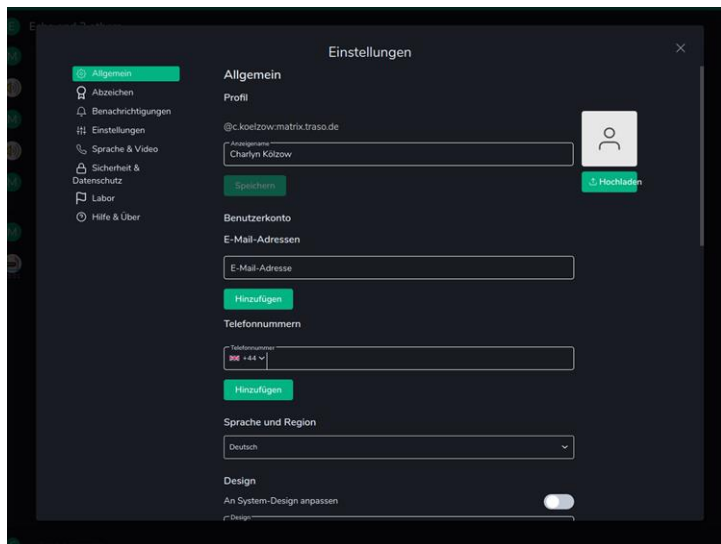 Einstellungen
Allgemein
Abzeichen
Benachrichtigungen
Einstellungen
Sprache & Video
Sicherheit &
Datenschutz
Labor
Hilfe & Über
Allgemein
Profil
@c.koelzow:matrix.traso.de
Anzeigename
Charlyn Kölzow
Hochladen
Speichern
Benutzerkonto
E-Mail-Adressen
E-Mail-Adresse
Hinzufügen
Telefonnummern
Telefonnummer
+44
Hinzufügen
Sprache und Region
Deutsch
Design
An System-Design anpassen
Design